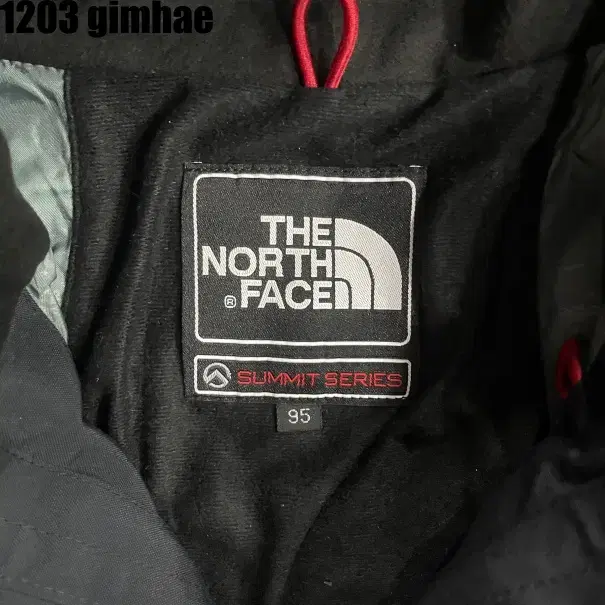 1203 gimhae
THE
NORTH
® FACE
SUMMIT SERIES
95